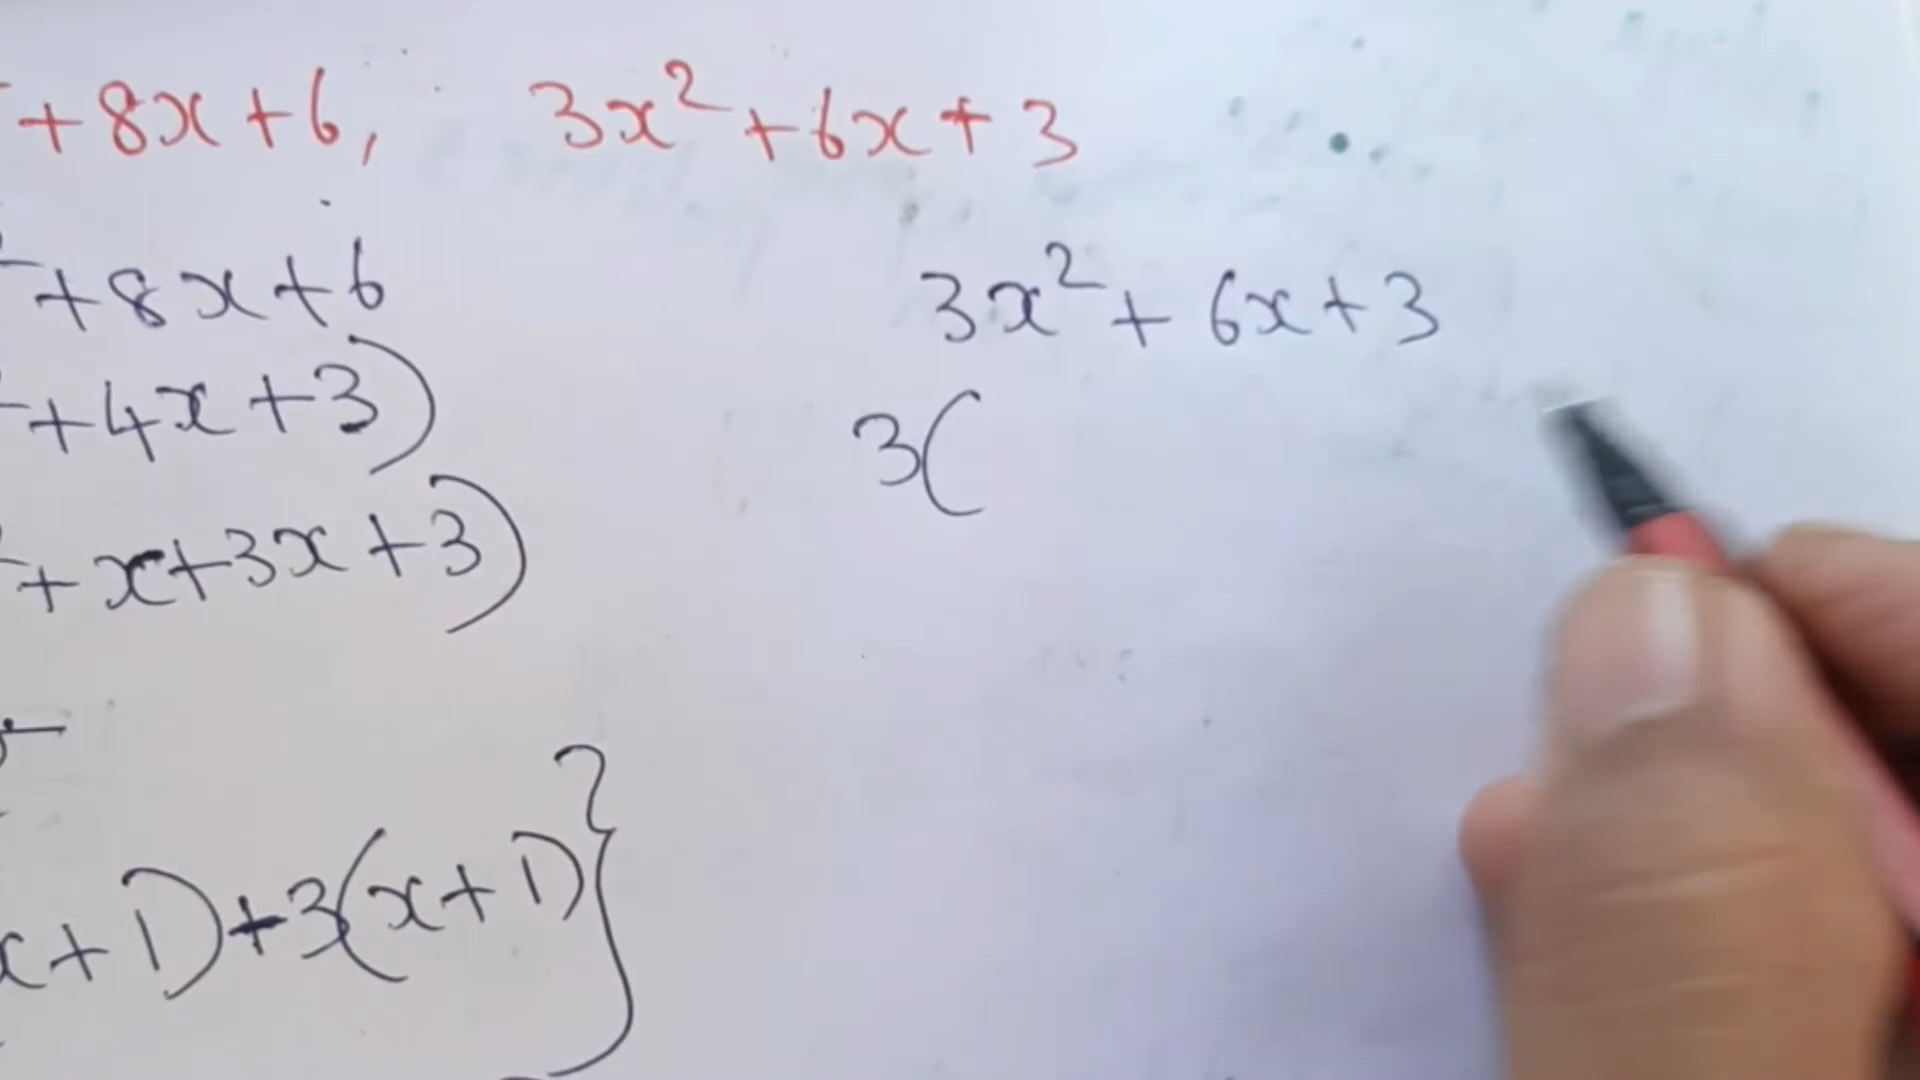 +8x+6, 3x²+6x+3
+8x+6
+4x+3)
+x+3x+3)
x+1)+3(x+1)}
3x²+6x+3
3(